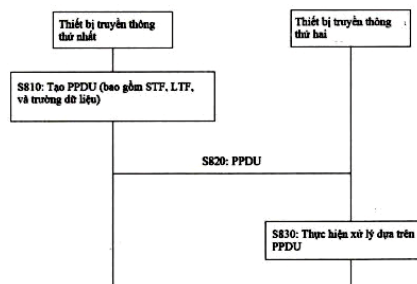 Thiết bị truyền thông
thứ nhất
Thiết bị truyền thông
thứ hai
S810: Tạo PPDU (bao gồm STF, LTF,
và trường dữ liệu)
S820: PPDU
S830: Thực hiện xử lý dựa trên
PPDU